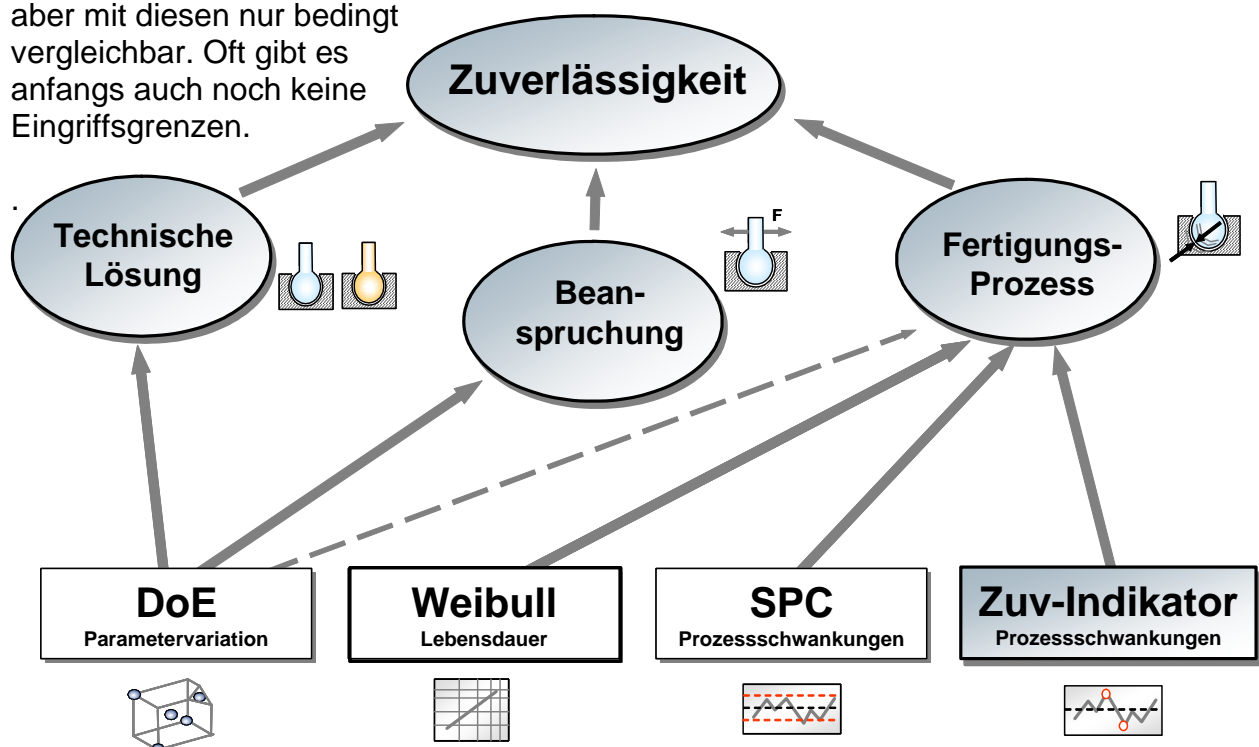 aber mit diesen nur bedingt
vergleichbar. Oft gibt es
anfangs auch noch keine
Eingriffsgrenzen.
.
Zuverlässigkeit
Technische
Lösung
Bean-
spruchung
F
Fertigungs-
Prozess
DoE
Parametervariation
Weibull
Lebensdauer
SPC
Prozessschwankungen
Zuv-Indikator
Prozessschwankungen